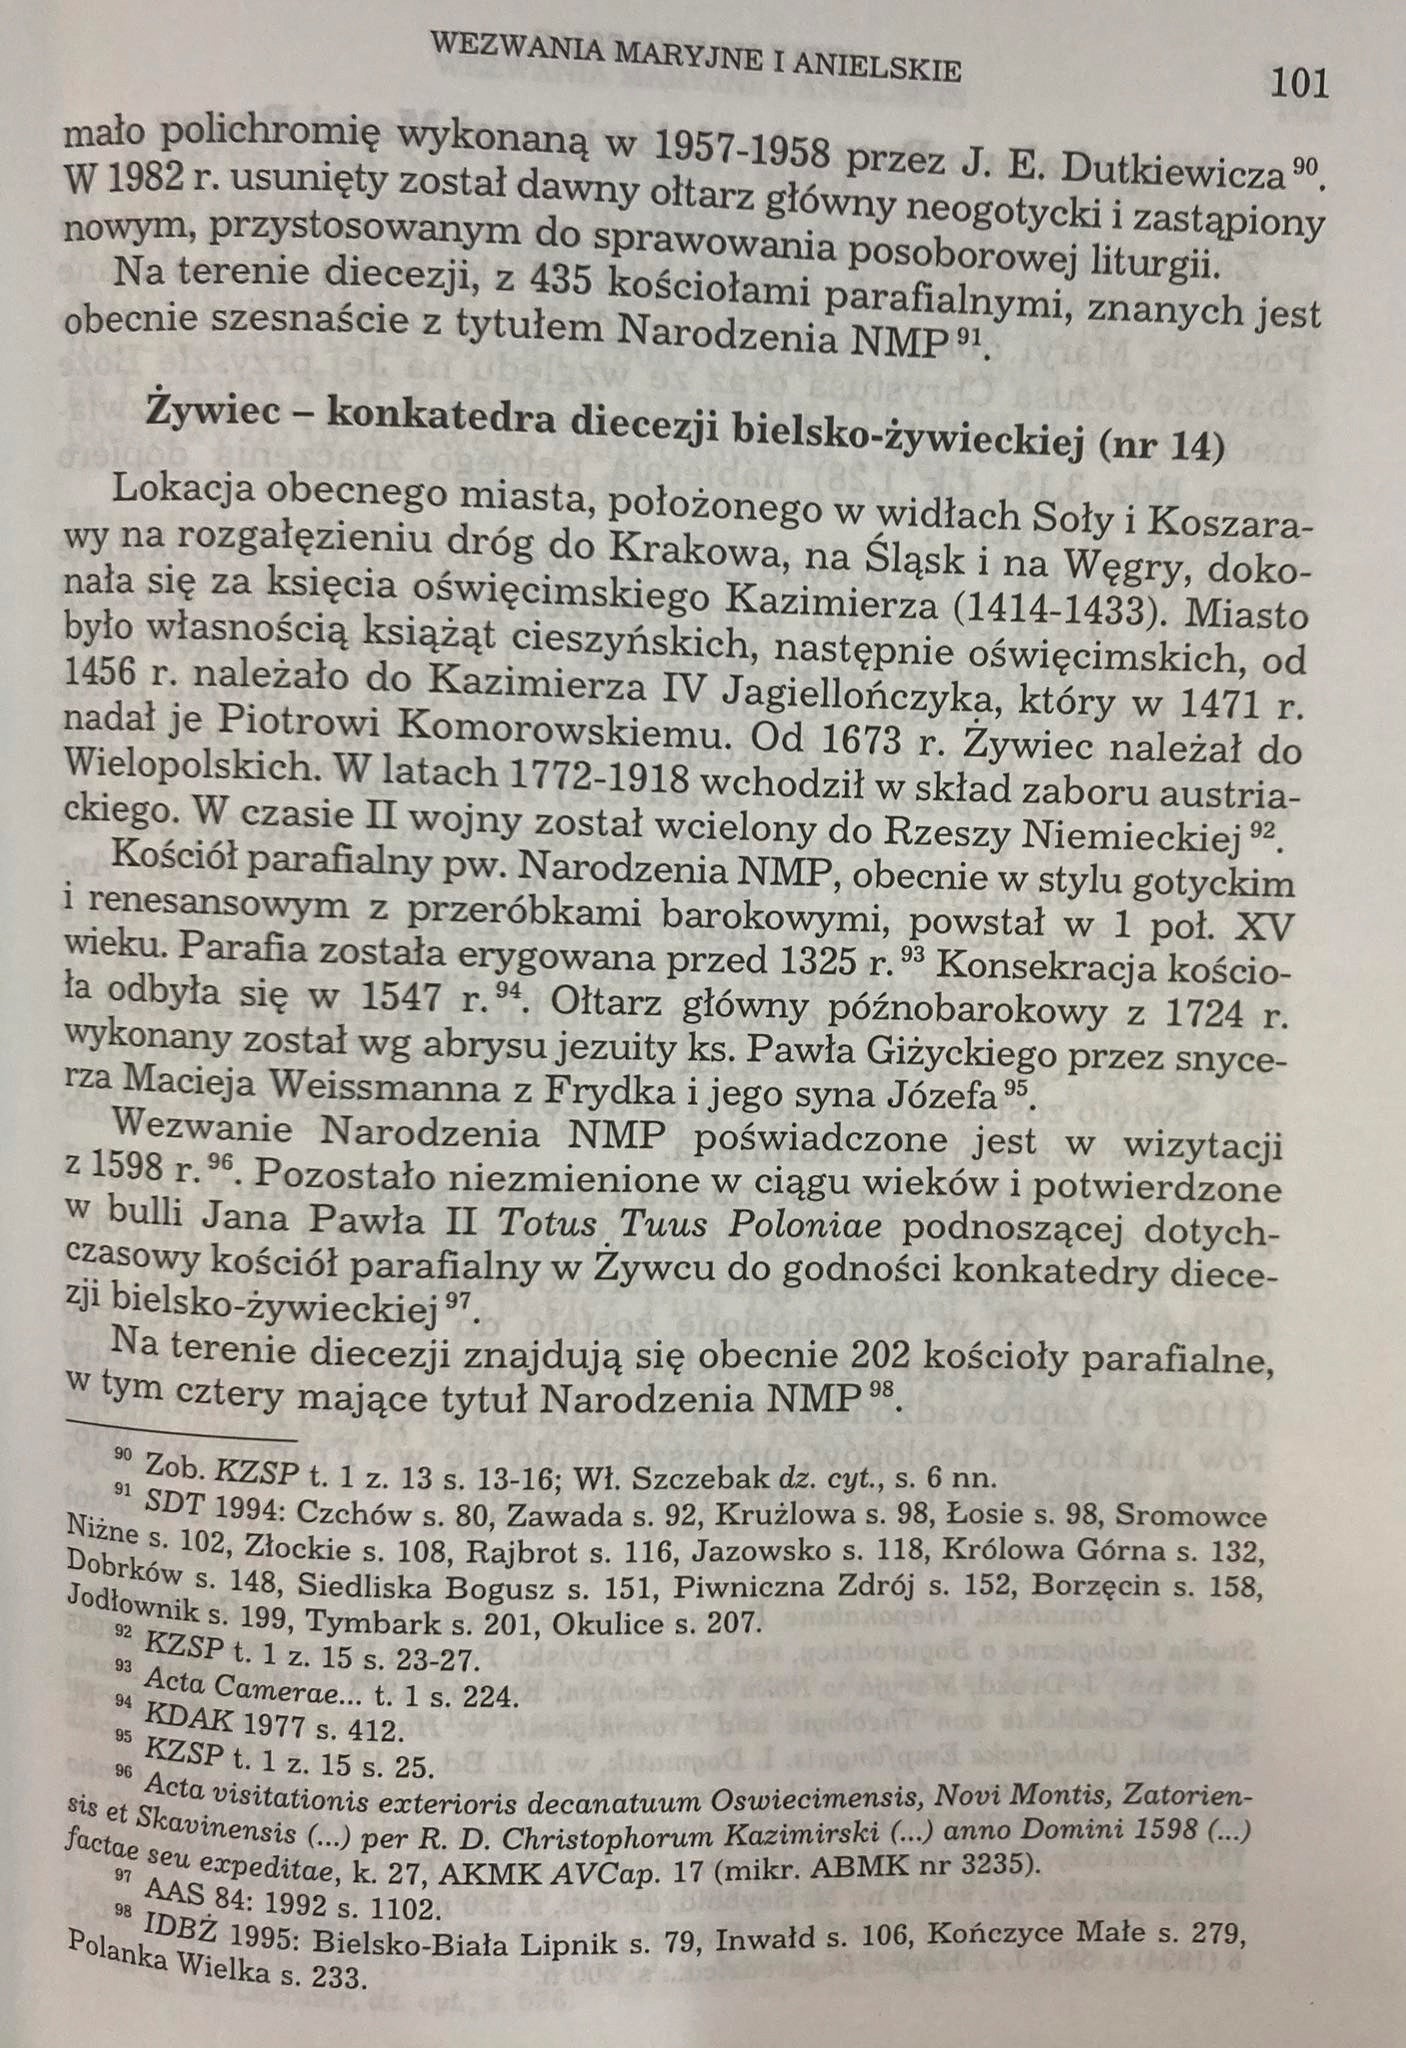 WEZWANIA MARYJNE I ANIELSKIE
101
mało polichromię wykonaną w 1957-1958 przez J. E. Dutkiewicza⁹⁰.
W 1982 r. usunięty został dawny ołtarz główny neogotycki i zastąpiony
nowym, przystosowanym do sprawowania posoborowej liturgii.
Na terenie diecezji, z 435 kościołami parafialnymi, znanych jest
obecnie szesnaście z tytułem Narodzenia NMP⁹¹.
Żywiec – konkatedra diecezji bielsko-żywieckiej (nr 14)
Lokacja obecnego miasta, położonego w widłach Soły i Koszara-
wy na rozgałęzieniu dróg do Krakowa, na Śląsk i na Węgry, doko-
nała się za księcia oświęcimskiego Kazimierza (1414-1433). Miasto
było własnością książąt cieszyńskich, następnie oświęcimskich, od
1456 r. należało do Kazimierza IV Jagiellończyka, który w 1471 r.
nadał je Piotrowi Komorowskiemu. Od 1673 r. Żywiec należał do
Wielopolskich. W latach 1772-1918 wchodził w skład zaboru austria-
ckiego. W czasie II wojny został wcielony do Rzeszy Niemieckiej⁹².
Kościół parafialny pw. Narodzenia NMP, obecnie w stylu gotyckim
i renesansowym z przeróbkami barokowymi, powstał w 1 poł. XV
wieku. Parafia została erygowana przed 1325 r.⁹³ Konsekracja kościo-
ła odbyła się w 1547 r.⁹⁴. Ołtarz główny późnobarokowy z 1724 r.
wykonany został wg abrysu jezuity ks. Pawła Giżyckiego przez snyce-
rza Macieja Weissmanna z Frydka i jego syna Józefa⁹⁵.
Wezwanie Narodzenia NMP poświadczone jest w wizytacji
z 1598 r.⁹⁶. Pozostało niezmienione w ciągu wieków i potwierdzone
w bulli Jana Pawła II Totus Tuus Poloniae podnoszącej dotych-
czasowy kościół parafialny w Żywcu do godności konkatedry diece-
zji bielsko-żywieckiej⁹⁷.
Na terenie diecezji znajdują się obecnie 202 kościoły parafialne,
w tym cztery mające tytuł Narodzenia NMP⁹⁸.
⁹⁰ Zob. KZSP t. 1 z. 13 s. 13-16; Wł. Szczebak dz. cyt., s. 6 nn.
⁹¹ SDT 1994: Czchów s. 80, Zawada s. 92, Krużlowa s. 98, Łosie s. 98, Sromowce
Niżne s. 102, Złockie s. 108, Rajbrot s. 116, Jazowsko s. 118, Królowa Górna s. 132,
Dobrków s. 148, Siedliska Bogusz s. 151, Piwniczna Zdrój s. 152, Borzęcin s. 158,
Jodłownik s. 199, Tymbark s. 201, Okulice s. 207.
⁹² KZSP t. 1 z. 15 s. 23-27.
⁹³ Acta Camerae... t. 1 s. 224.
⁹⁴ KDAK 1977 s. 412.
⁹⁵ KZSP t. 1 z. 15 s. 25.
⁹⁶ Acta visitationis exterioris decanatuum Oswiecimensis, Novi Montis, Zatorien-
sis et Skavinensis (...) per R. D. Christophorum Kazimirski (...) anno Domini 1598 (...)
factae seu expeditae, k. 27, AKMK AVCap. 17 (mikr. ABMK nr 3235).
⁹⁷ AAS 84: 1992 s. 1102.
⁹⁸ IDBŻ 1995: Bielsko-Biała Lipnik s. 79, Inwałd s. 106, Kończyce Małe s. 279,
Polanka Wielka s. 233.